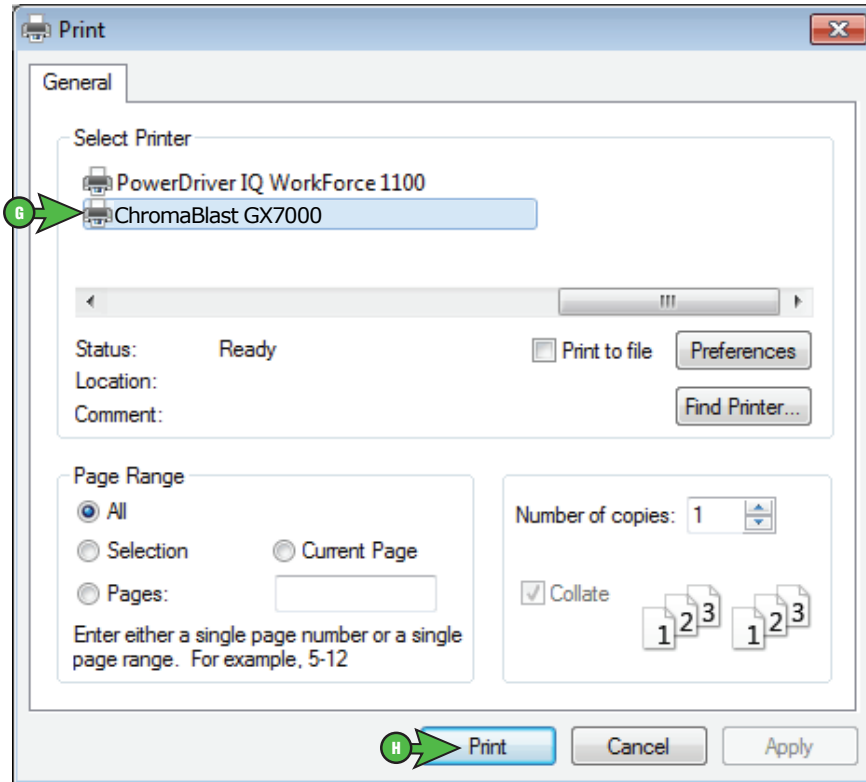 Print
General
Select Printer
PowerDriver IQ WorkForce 1100
G
ChromaBlast GX7000
Status: Ready
Print to file
Preferences
Location:
Comment:
Find Printer...
Page Range
All
Number of copies: 1
Selection
Current Page
Pages:
Collate
1 2 3 1 2 3
Enter either a single page number or a single
page range. For example, 5-12
H
Print
Cancel
Apply